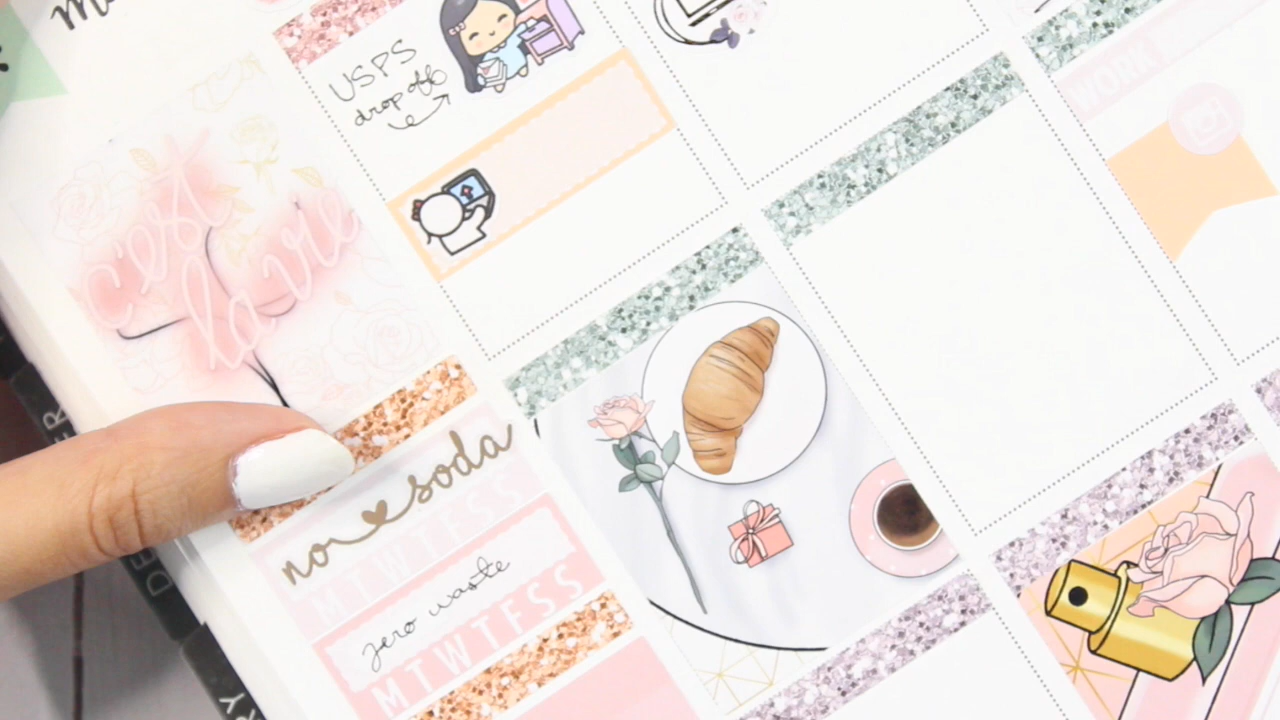 USPS
drop off
WORK
c'est
la vie
no soda
MTWTFSS
zero waste
MTWTFSS